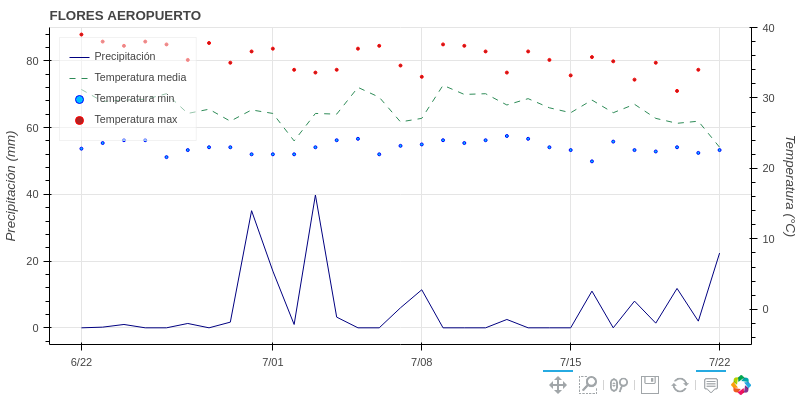 FLORES AEROPUERTO
Precipitación
Temperatura media
Temperatura min
Temperatura max
Precipitación (mm)
80
60
40
20
0
Temperatura (°C)
40
30
20
10
0
6/22 7/01 7/08 7/15 7/22